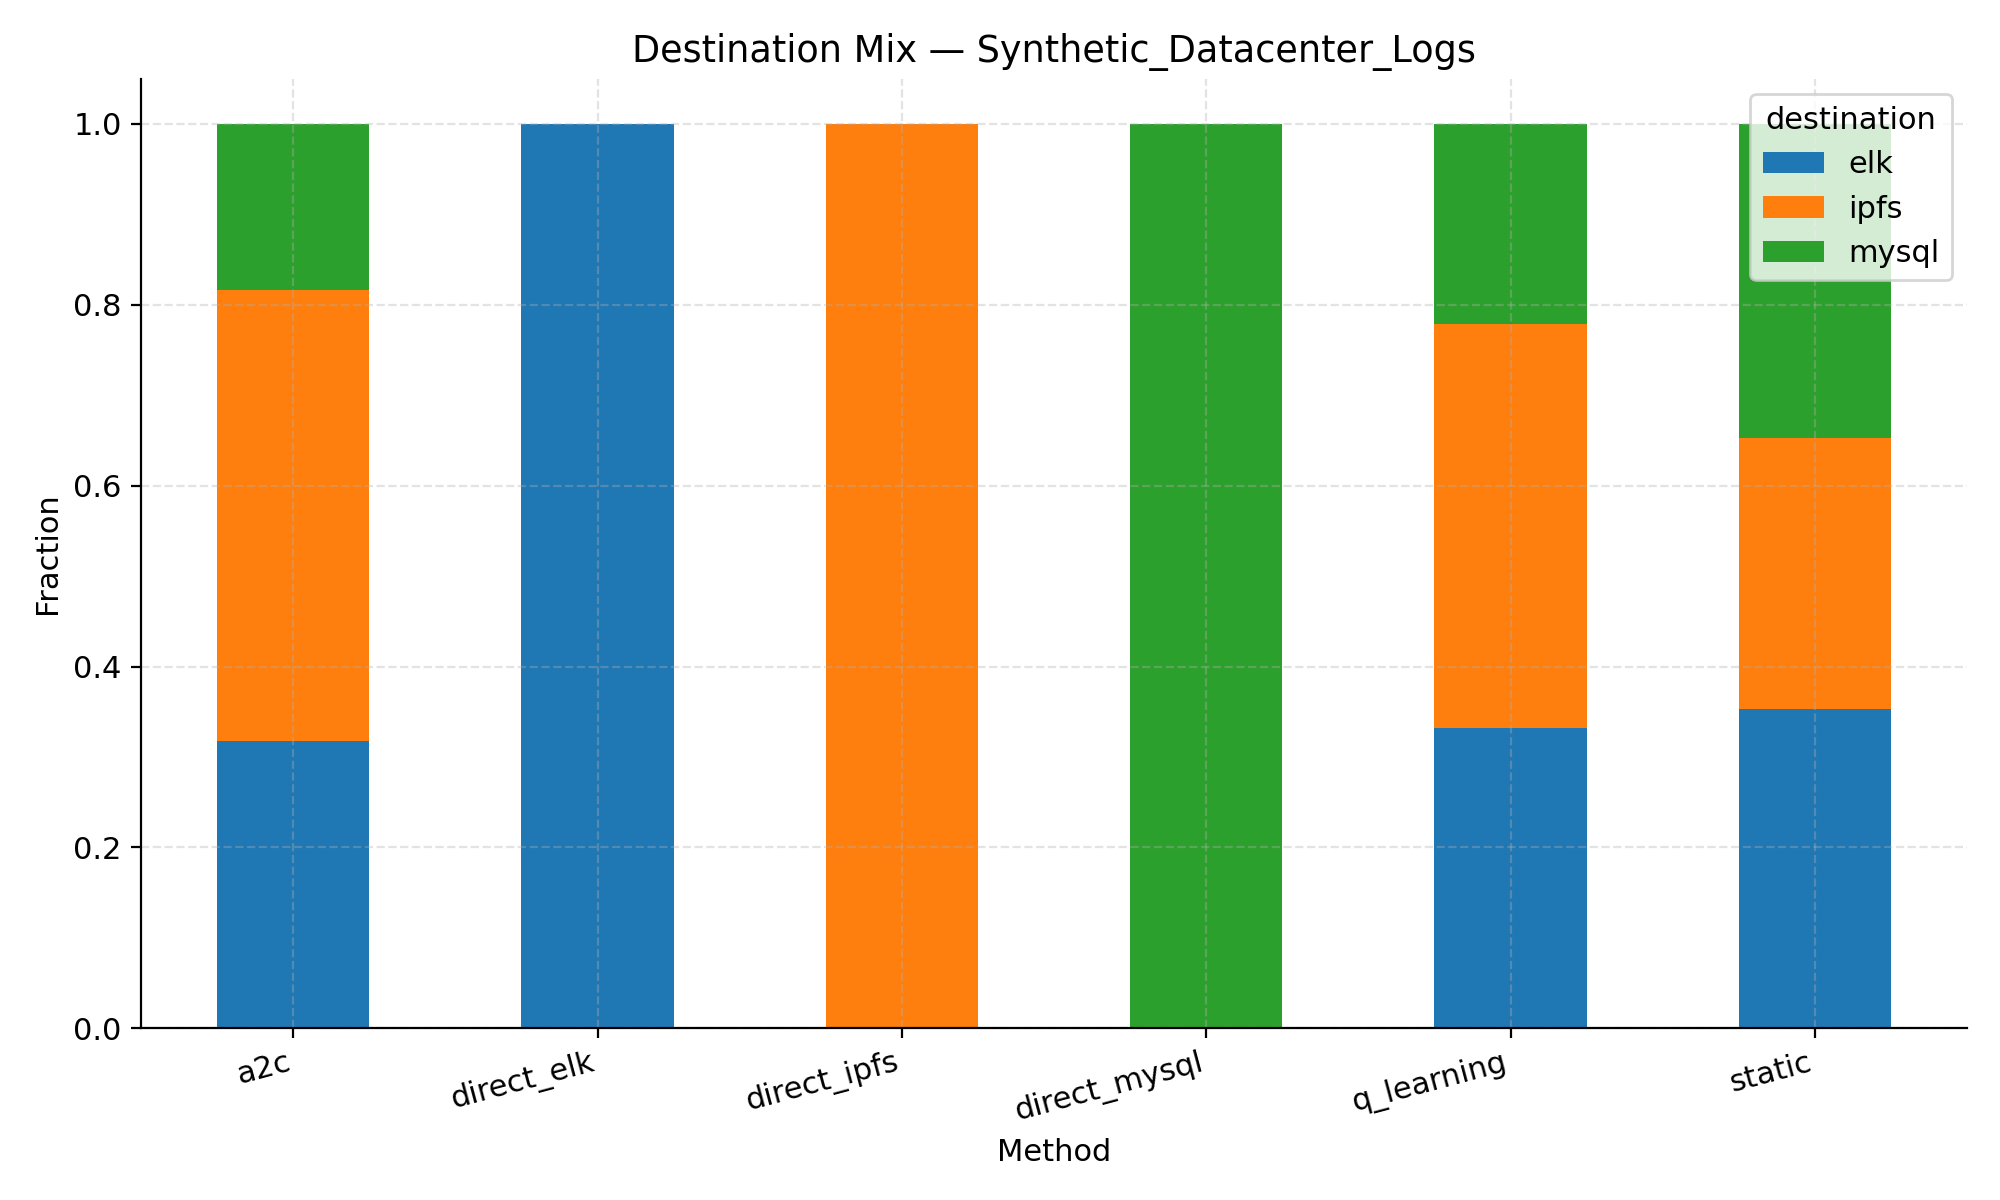 Destination Mix — Synthetic_Datacenter_Logs
destination
elk
ipfs
mysql
Fraction
1.0
0.8
0.6
0.4
0.2
0.0
a2c
direct_elk
direct_ipfs
direct_mysql
q_learning
static
Method